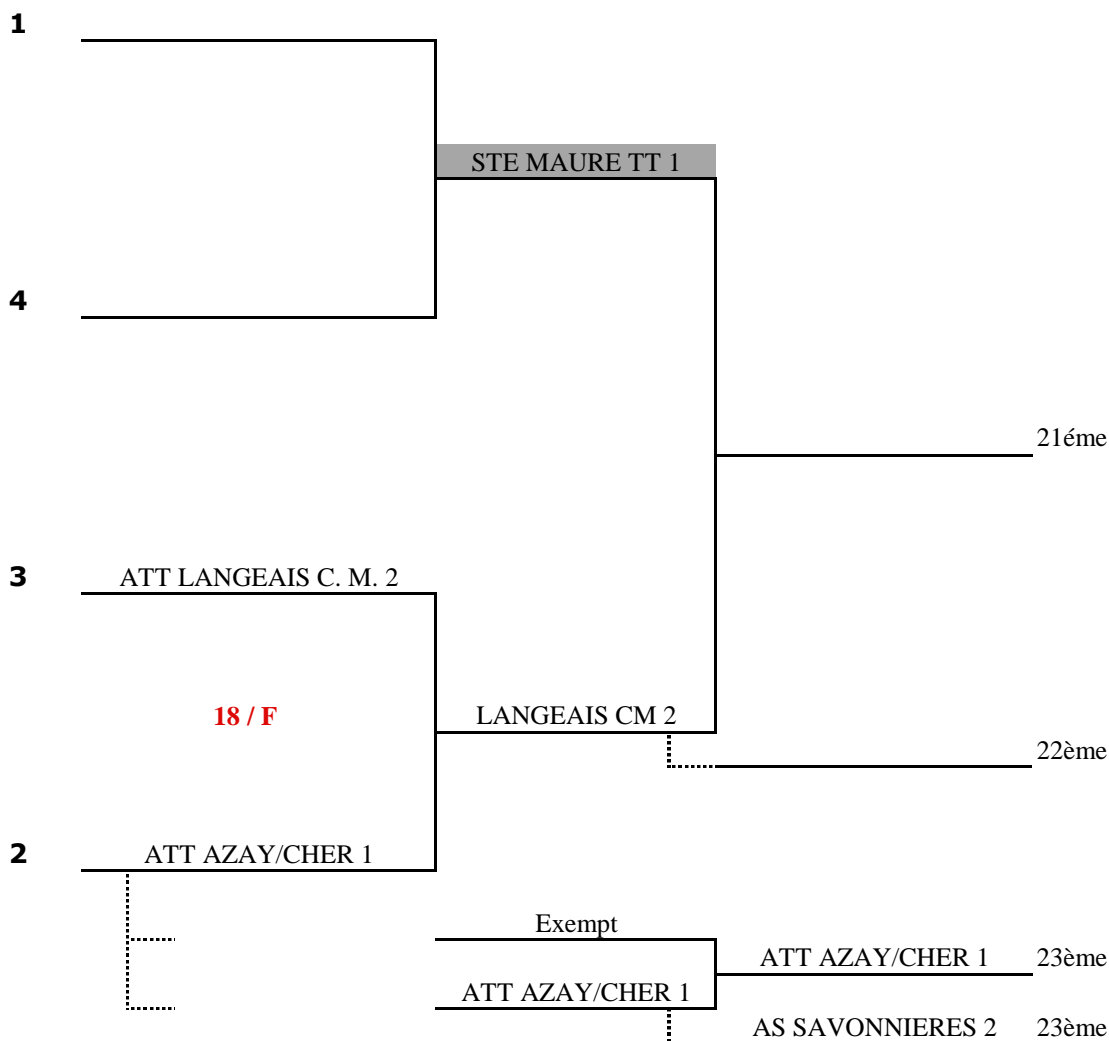 1
STE MAURE TT 1
4
21éme
3 ATT LANGEAIS C. M. 2
18 / F
LANGEAIS CM 2
22ème
2 ATT AZAY/CHER 1
Exempt
ATT AZAY/CHER 1 23ème
ATT AZAY/CHER 1
AS SAVONNIERES 2 23ème